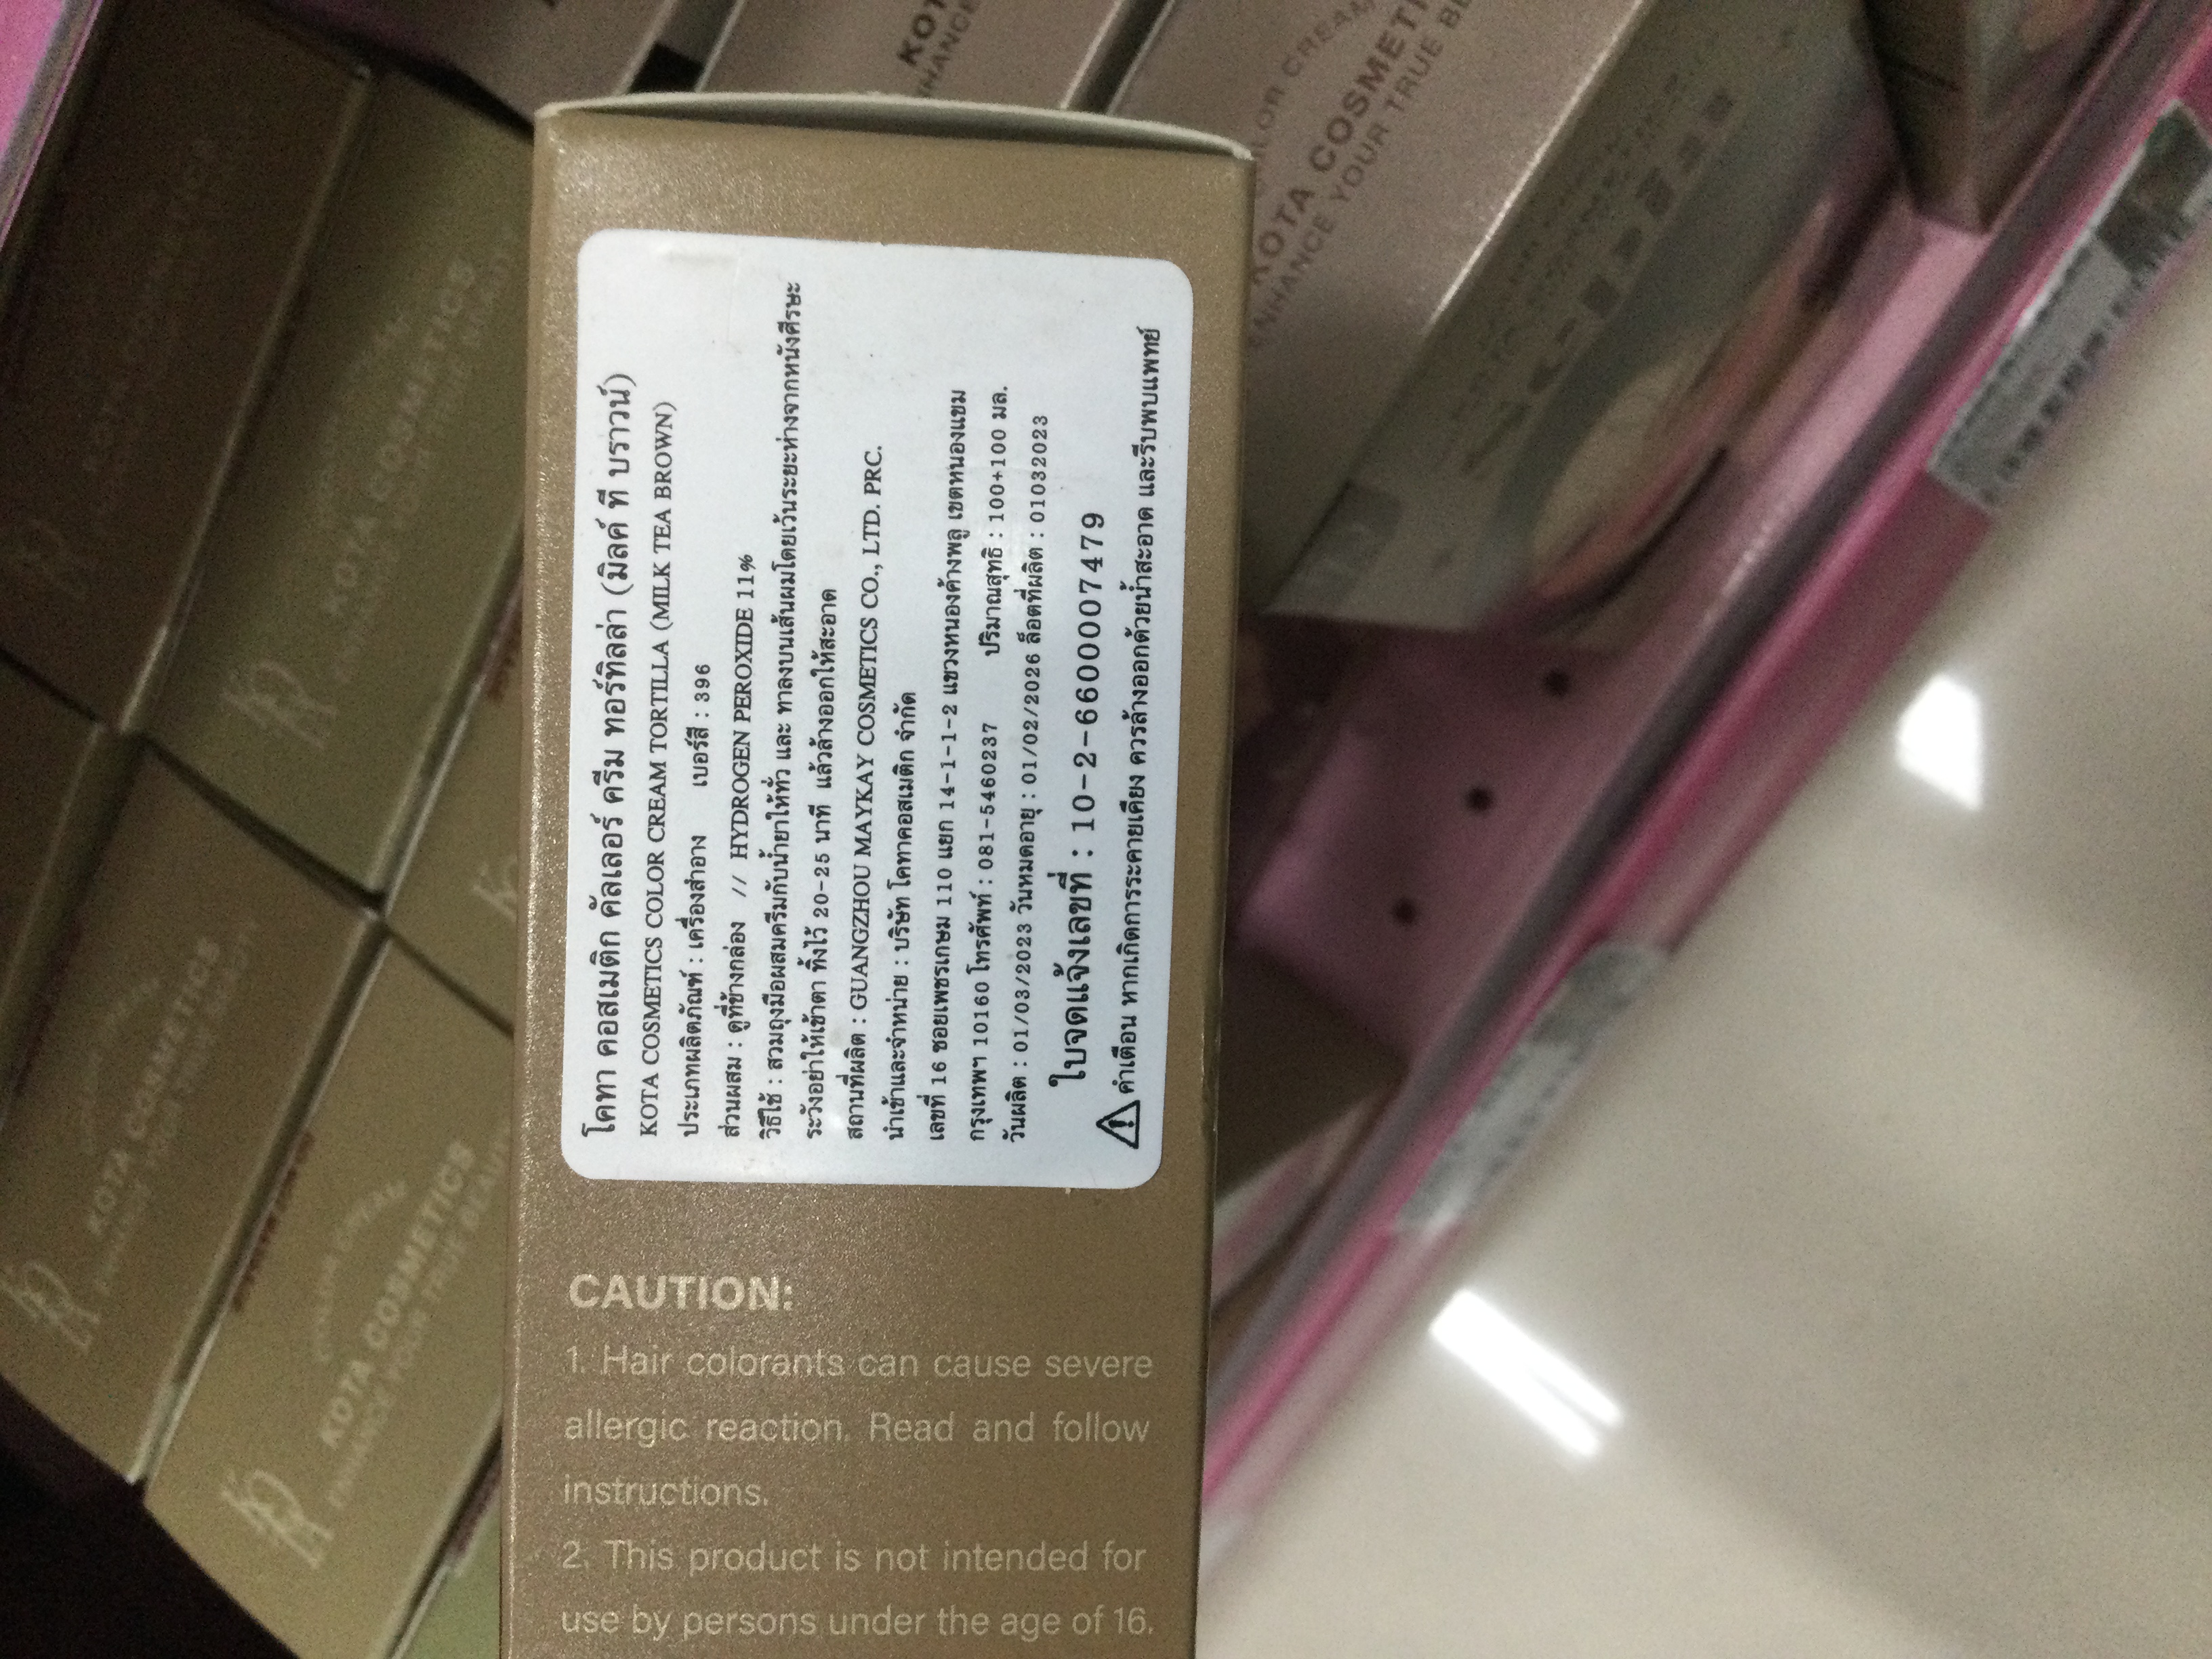 โคทา คอสเมติก คัลเลอร์ ครีม ทอร์ทิลล่า (มิลค์ ที บราวน์)
KOTA COSMETICS COLOR CREAM TORTILLA (MILK TEA BROWN)
ประเภทผลิตภัณฑ์ : เครื่องสำอาง เบอร์สี : 396
ส่วนผสม : ดูที่ข้างกล่อง // HYDROGEN PEROXIDE 11%
วิธีใช้ : สวมถุงมือผสมครีมกับน้ำยาให้ทั่ว และ ทาลงบนเส้นผมโดยเว้นระยะห่างจากหนังศีรษะ
ระวังอย่าให้เข้าตา ทิ้งไว้ 20-25 นาที แล้วล้างออกให้สะอาด
สถานที่ผลิต : GUANGZHOU MAYKAY COSMETICS CO., LTD. PRC.
นำเข้าและจำหน่าย : บริษัท โคทาคอสเมติก จำกัด
เลขที่ 16 ซอยเพชรเกษม 110 แยก 14-1-1-2 แขวงหนองค้างพลู เขตหนองแขม
กรุงเทพฯ 10160 โทรศัพท์ : 081-5460237 ปริมาณสุทธิ : 100+100 มล.
วันผลิต : 01/03/2023 วันหมดอายุ : 01/02/2026 ล็อตที่ผลิต : 01032023
ใบจดแจ้งเลขที่ : 10-2-6600007479
คำเตือน หากเกิดการระคายเคียง ควรล้างออกด้วยน้ำสะอาด และรีบพบแพทย์
CAUTION:
1. Hair colorants can cause severe
allergic reaction. Read and follow
instructions.
2. This product is not intended for
use by persons under the age of 16.
KOTA COSMETICS
KOTA COSMETICS
KOTA COSMETICS
KOTA COSMETICS
ENHANCE YOUR TRUE
KOTA COSMETI
ENHANCE YOUR TRUE